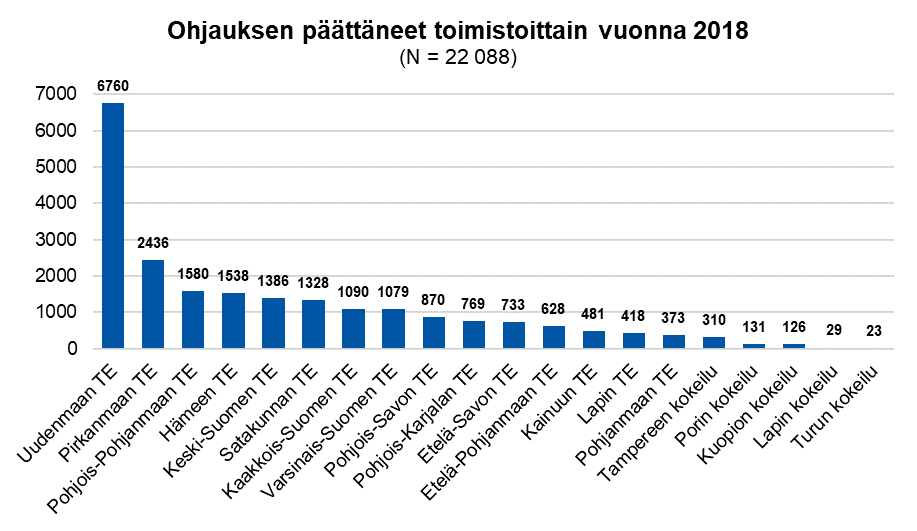 Ohjauksen päättäneet toimistoittain vuonna 2018
(N = 22 088)
7000
6000
5000
4000
3000
2000
1000
0
6760
2436
1580
1538
1386
1328
1090
1079
870
769
733
628
481
418
373
310
131
126
29
23
Uudenmaan TE
Pirkanmaan TE
Pohjois-Pohjanmaan TE
Hämeen TE
Keski-Suomen TE
Satakunnan TE
Kaakkois-Suomen TE
Varsinais-Suomen TE
Pohjois-Savon TE
Pohjois-Karjalan TE
Etelä-Savon TE
Etelä-Pohjanmaan TE
Kainuun TE
Lapin TE
Pohjanmaan TE
Tampereen kokeilu
Porin kokeilu
Kuopion kokeilu
Lapin kokeilu
Turun kokeilu